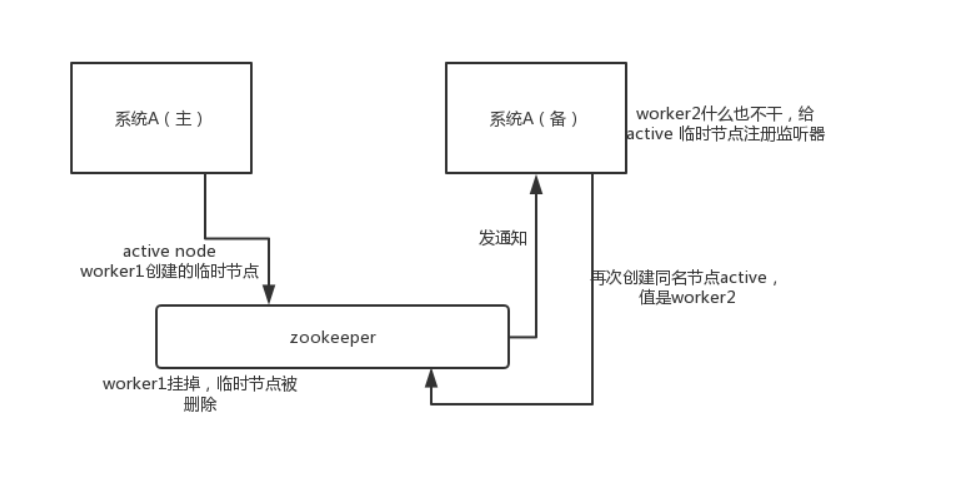 系统A（主）
系统A（备）
worker2什么也不干，给
active 临时节点注册监听器
发通知
active node
worker1创建的临时节点
再次创建同名节点active，
值是worker2
zookeeper
worker1挂掉，临时节点被
删除